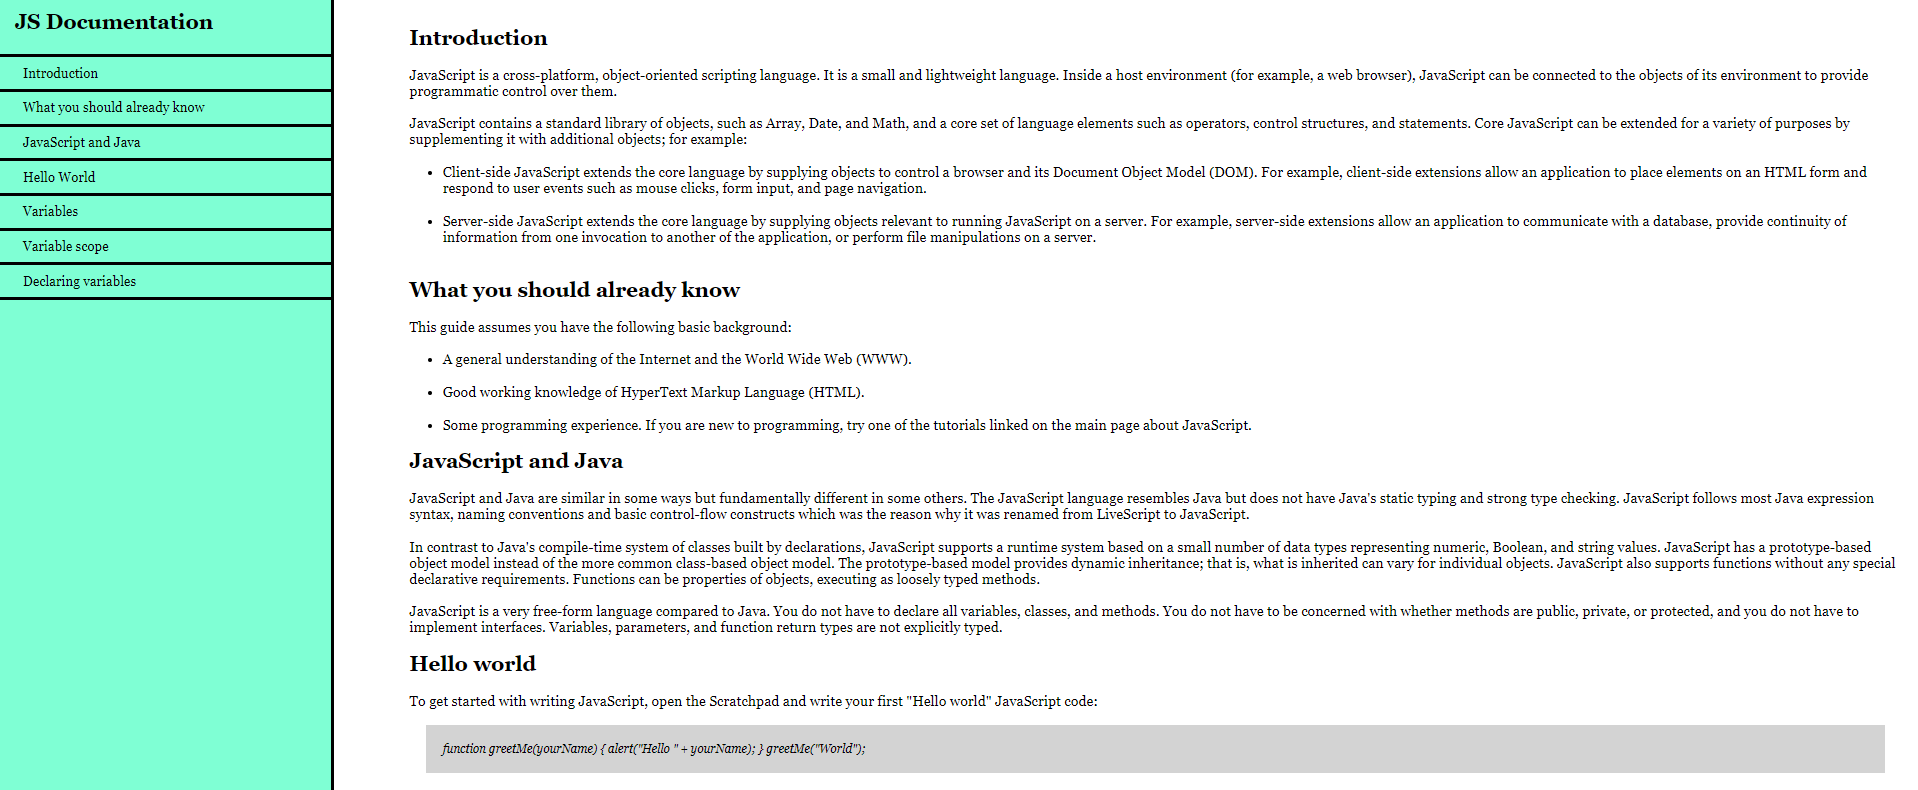 JS Documentation
Introduction
What you should already know
JavaScript and Java
Hello World
Variables
Variable scope
Declaring variables
Introduction
JavaScript is a cross-platform, object-oriented scripting language. It is a small and lightweight language. Inside a host environment (for example, a web browser), JavaScript can be connected to the objects of its environment to provide
programmatic control over them.
JavaScript contains a standard library of objects, such as Array, Date, and Math, and a core set of language elements such as operators, control structures, and statements. Core JavaScript can be extended for a variety of purposes by
supplementing it with additional objects; for example:
• Client-side JavaScript extends the core language by supplying objects to control a browser and its Document Object Model (DOM). For example, client-side extensions allow an application to place elements on an HTML form and
respond to user events such as mouse clicks, form input, and page navigation.
• Server-side JavaScript extends the core language by supplying objects relevant to running JavaScript on a server. For example, server-side extensions allow an application to communicate with a database, provide continuity of
information from one invocation to another of the application, or perform file manipulations on a server.
What you should already know
This guide assumes you have the following basic background:
• A general understanding of the Internet and the World Wide Web (WWW).
• Good working knowledge of HyperText Markup Language (HTML).
• Some programming experience. If you are new to programming, try one of the tutorials linked on the main page about JavaScript.
JavaScript and Java
JavaScript and Java are similar in some ways but fundamentally different in some others. The JavaScript language resembles Java but does not have Java's static typing and strong type checking. JavaScript follows most Java expression
syntax, naming conventions and basic control-flow constructs which was the reason why it was renamed from LiveScript to JavaScript.
In contrast to Java's compile-time system of classes built by declarations, JavaScript supports a runtime system based on a small number of data types representing numeric, Boolean, and string values. JavaScript has a prototype-based
object model instead of the more common class-based object model. The prototype-based model provides dynamic inheritance; that is, what is inherited can vary for individual objects. JavaScript also supports functions without any special
declarative requirements. Functions can be properties of objects, executing as loosely typed methods.
JavaScript is a very free-form language compared to Java. You do not have to declare all variables, classes, and methods. You do not have to be concerned with whether methods are public, private, or protected, and you do not have to
implement interfaces. Variables, parameters, and function return types are not explicitly typed.
Hello world
To get started with writing JavaScript, open the Scratchpad and write your first "Hello world" JavaScript code:
function greetMe(yourName) { alert("Hello " + yourName); } greetMe("World");